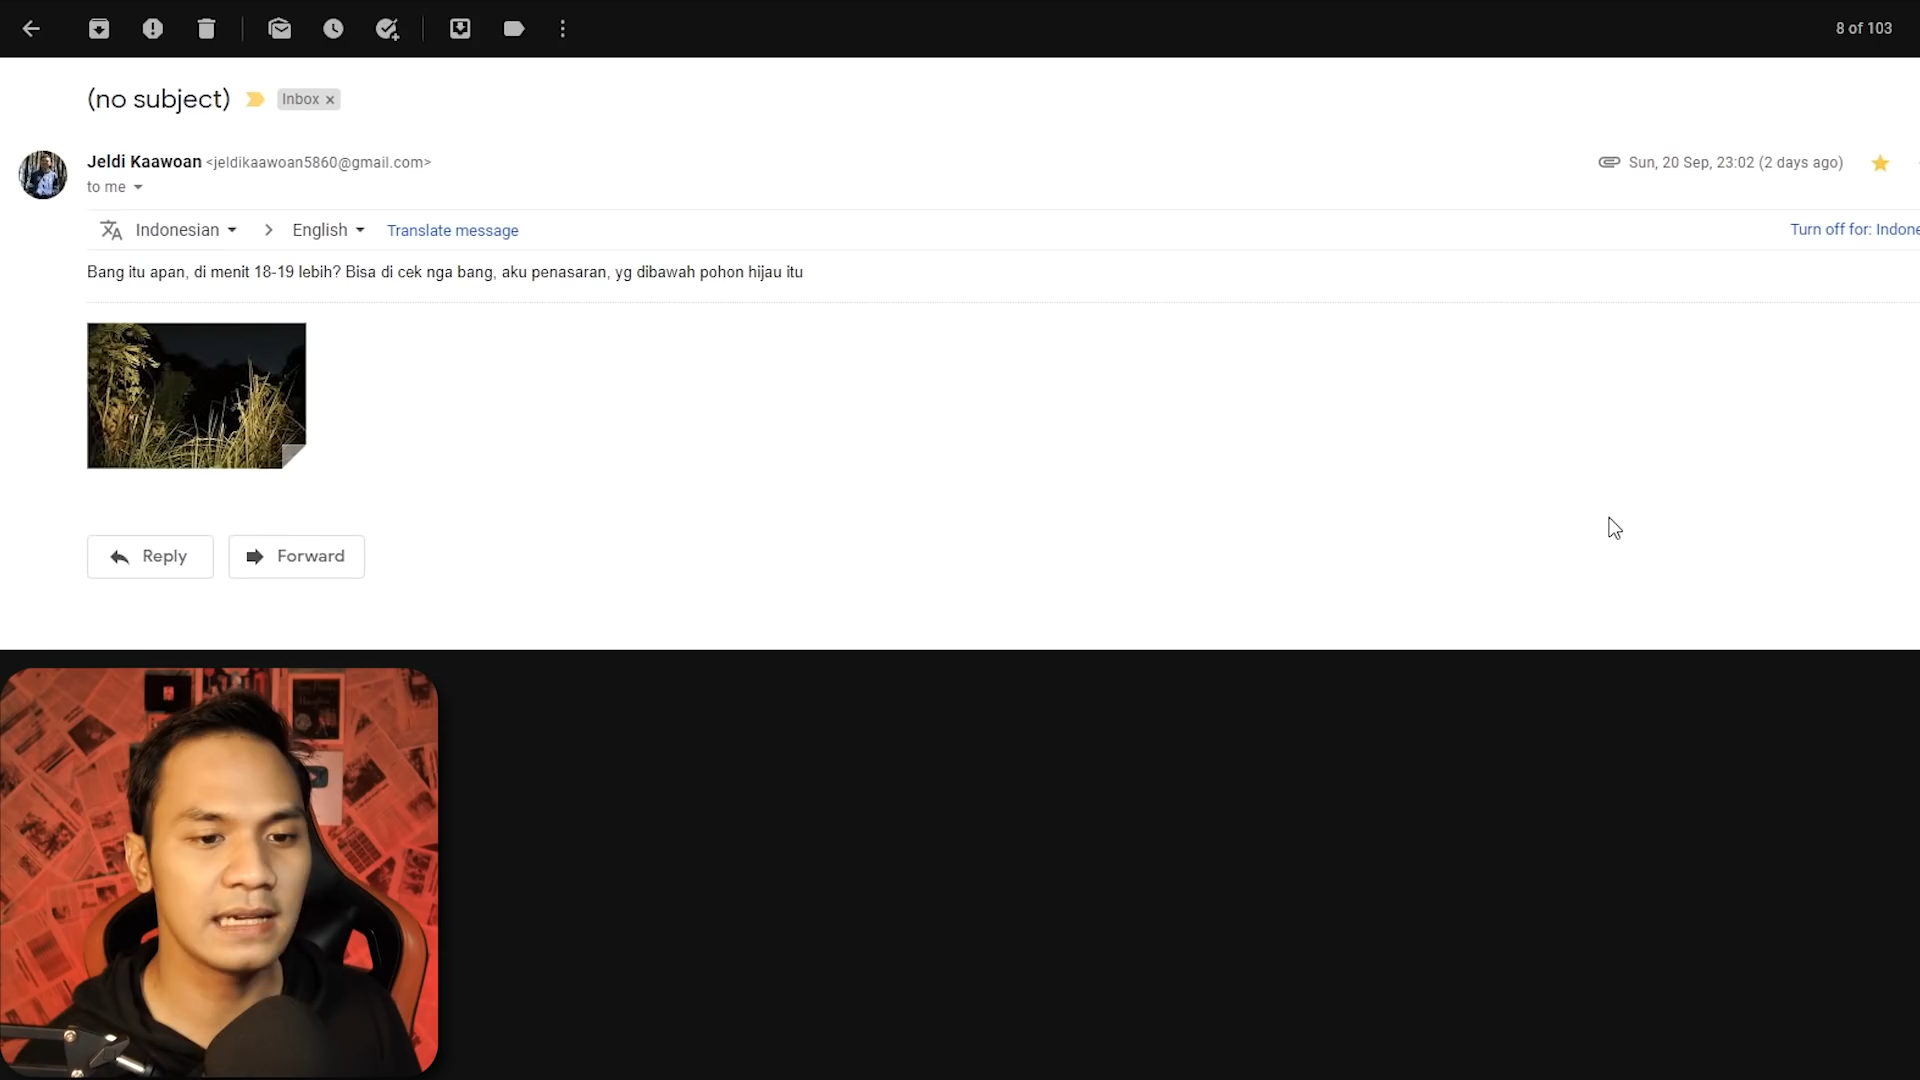 8 of 103
(no subject)
Inbox x
Jeldi Kaawoan <jeldikaawoan5860@gmail.com>
Sun, 20 Sep, 23:02 (2 days ago)
to me
Indonesian > English Translate message
Turn off for: Indone
Bang itu apan, di menit 18-19 lebih? Bisa di cek nga bang, aku penasaran, yg dibawah pohon hijau itu
Reply Forward